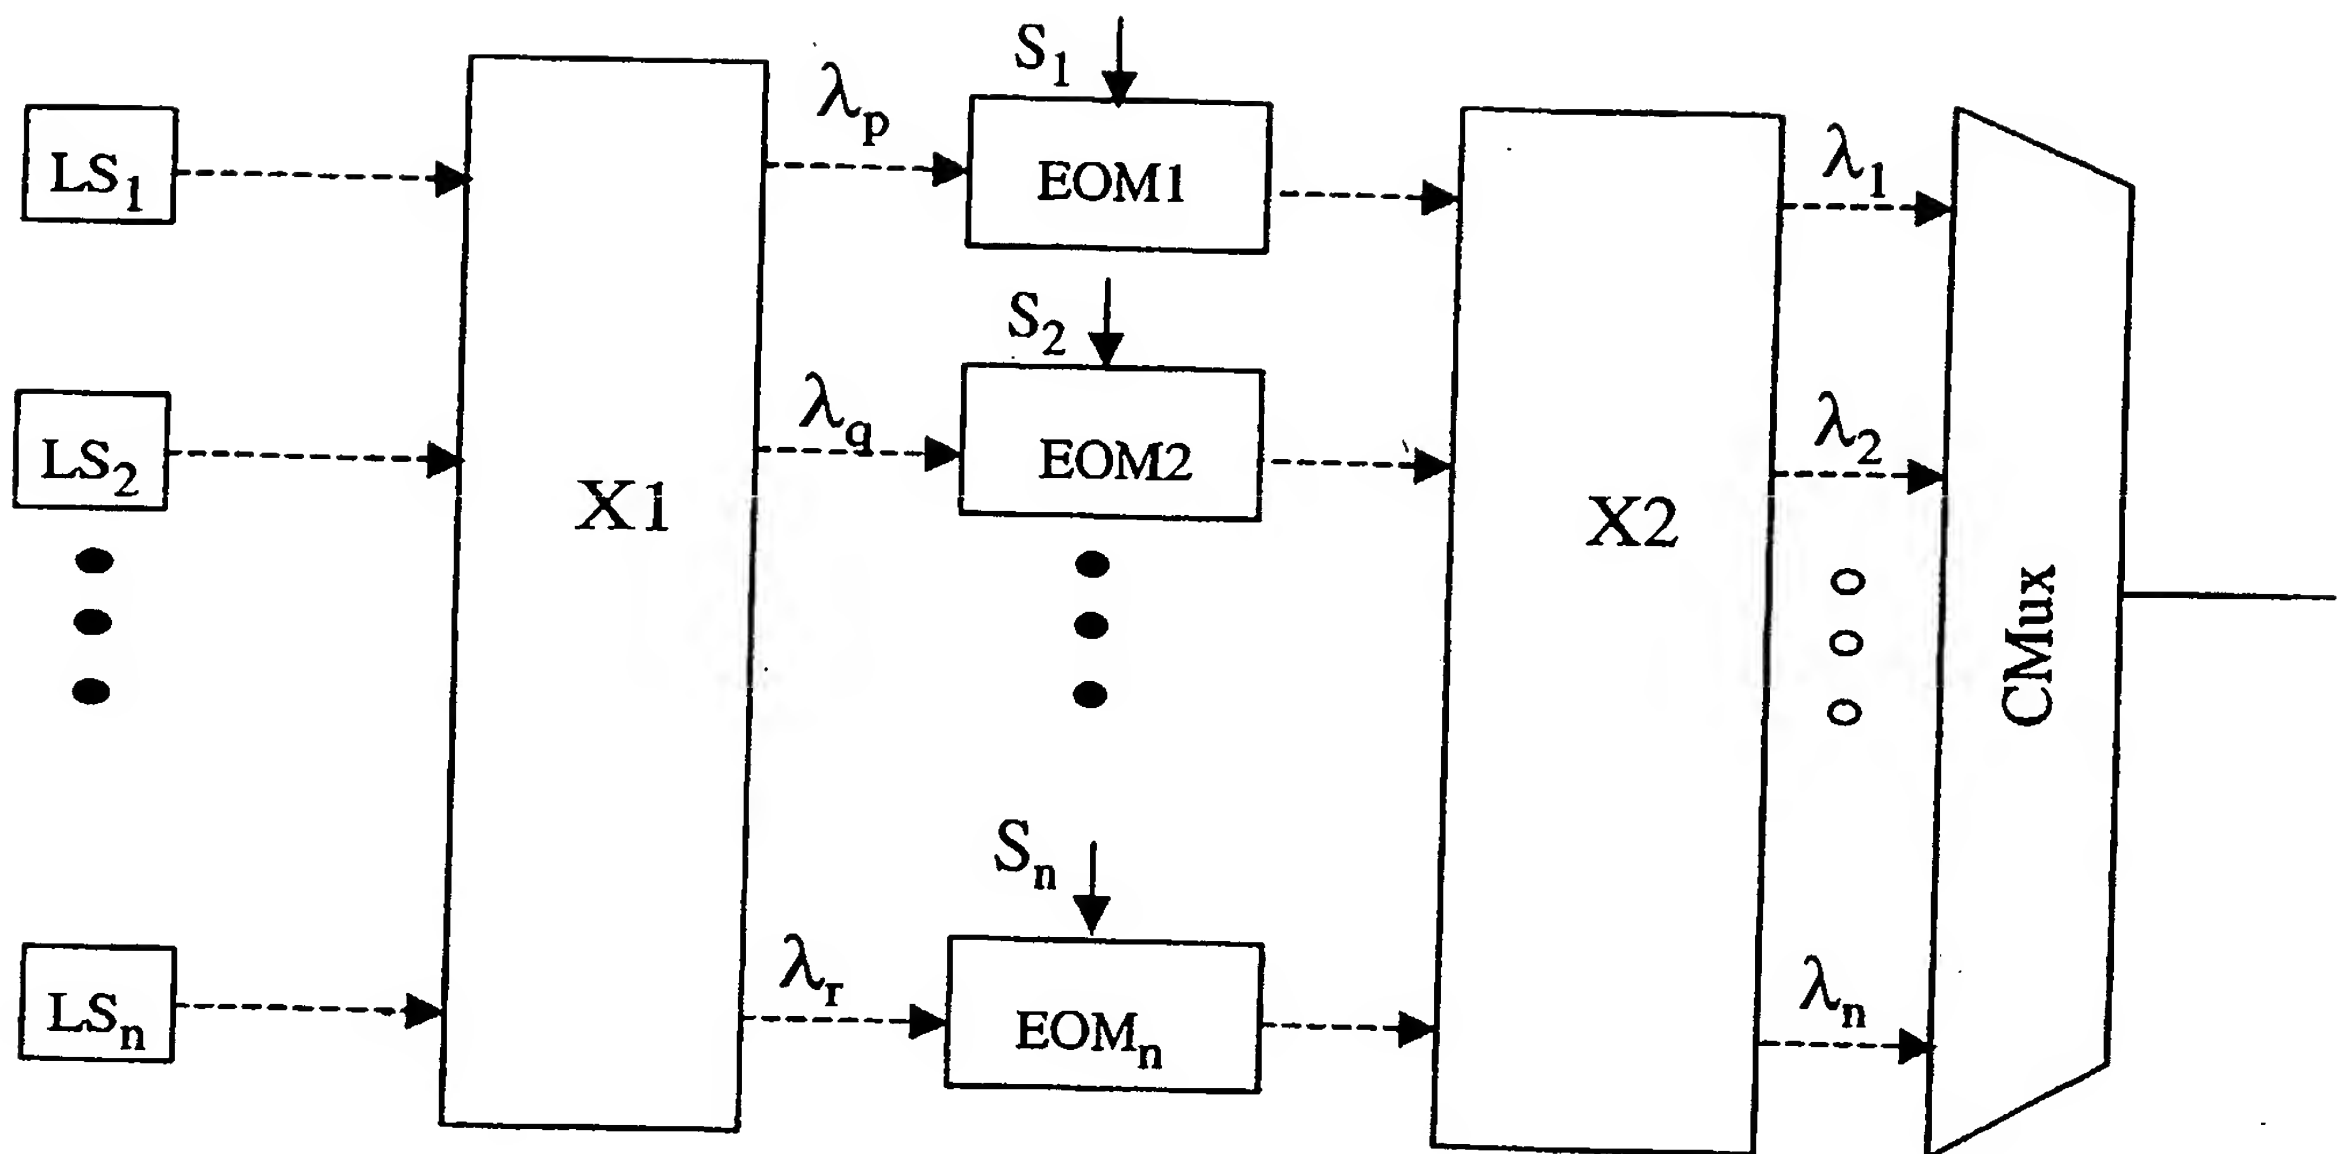 S₁
λₚ
LS₁
EOM1
λ₁
S₂
λq
LS₂
EOM2
λ₂
X1
X2
CMux
Sₙ
λᵣ
LSₙ
EOMₙ
λₙ